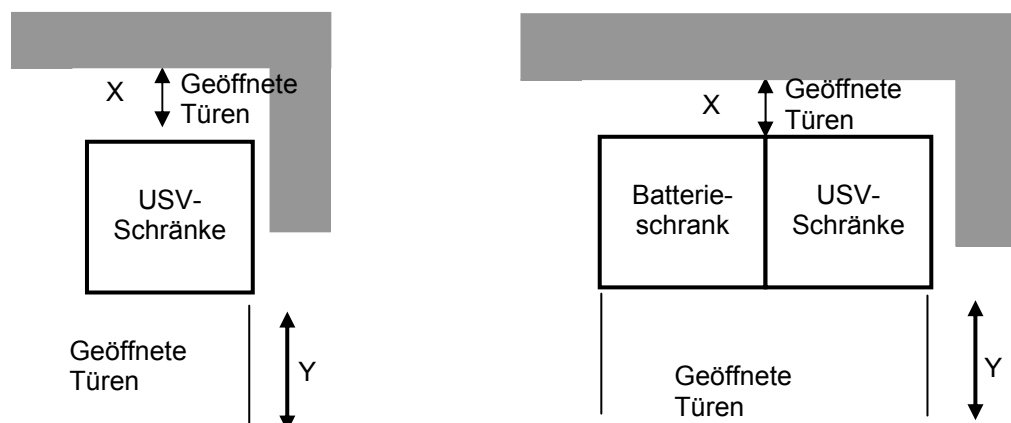 X
Geöffnete
Türen
USV-
Schränke
Geöffnete
Türen
Y
X
Geöffnete
Türen
Batterie-
schrank
USV-
Schränke
Geöffnete
Türen
Y